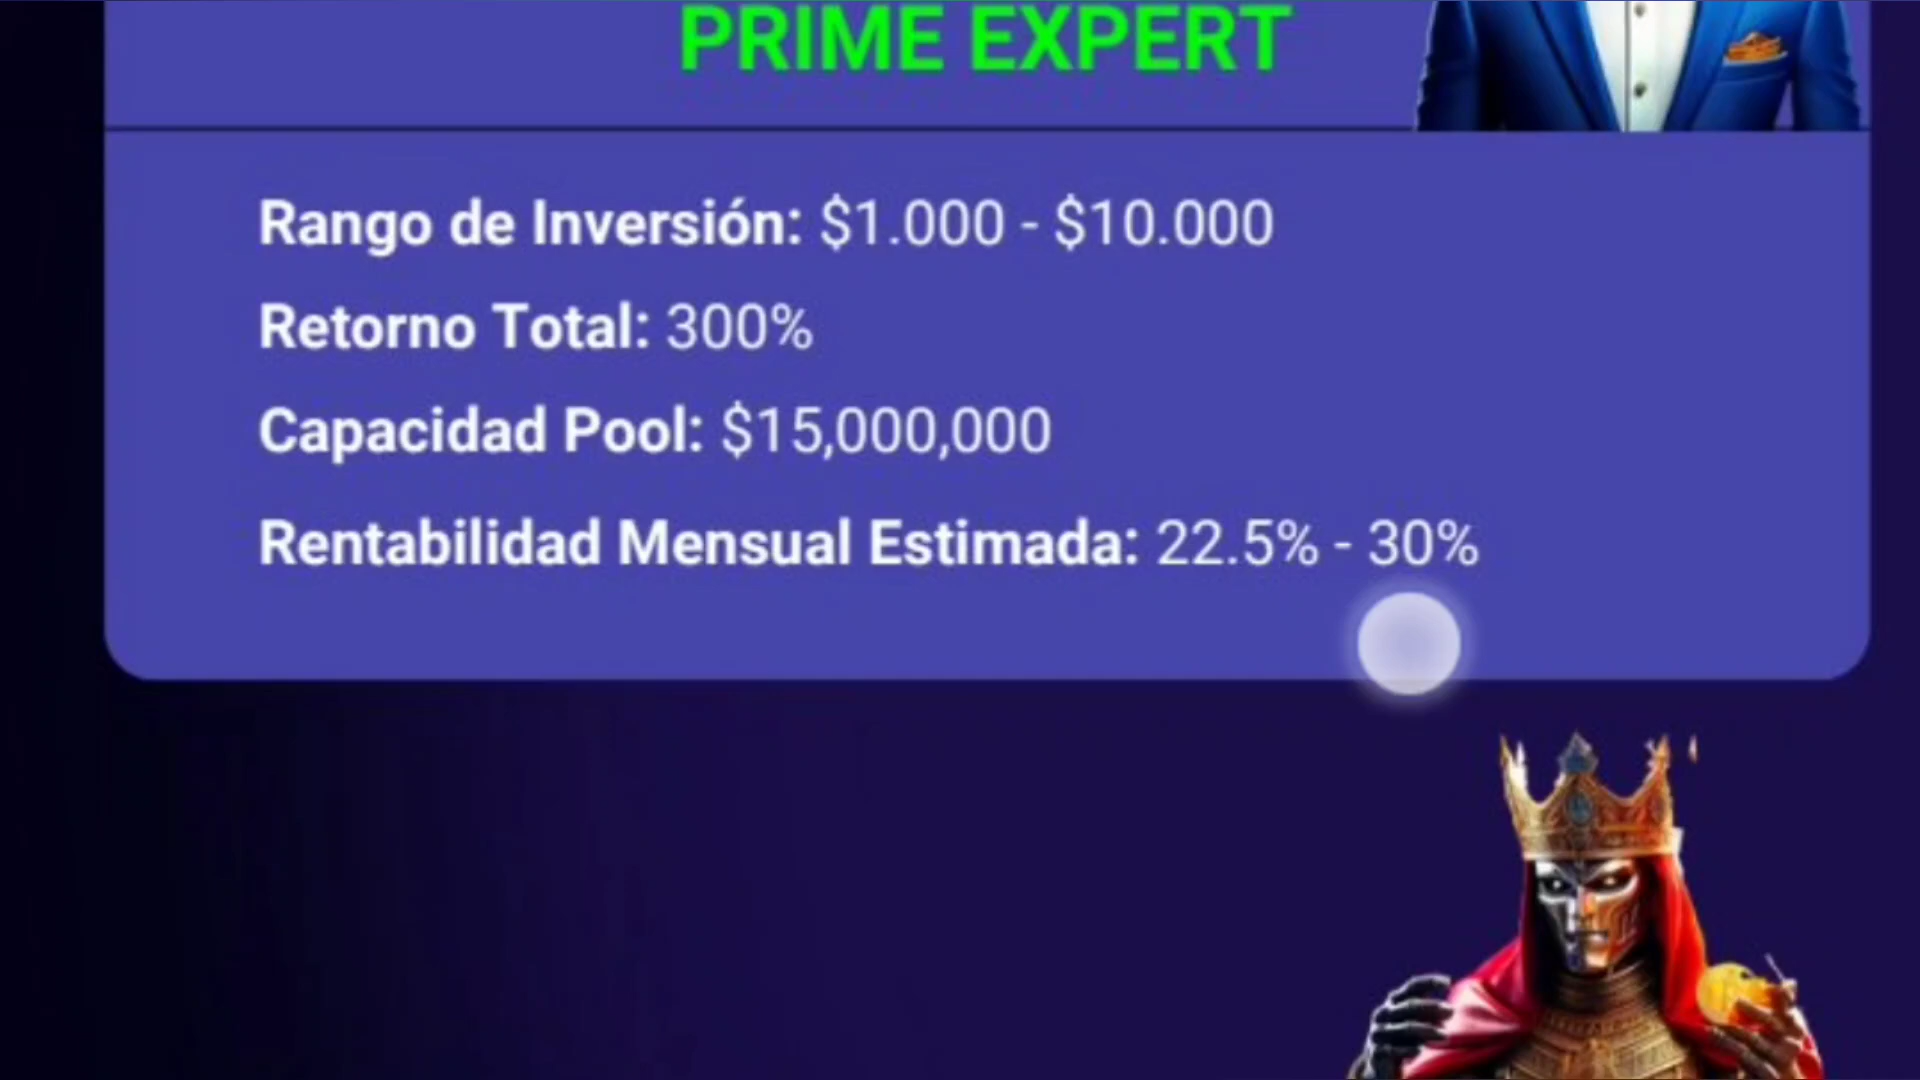 PRIME EXPERT
Rango de Inversión: $1.000 - $10.000
Retorno Total: 300%
Capacidad Pool: $15,000,000
Rentabilidad Mensual Estimada: 22.5% - 30%